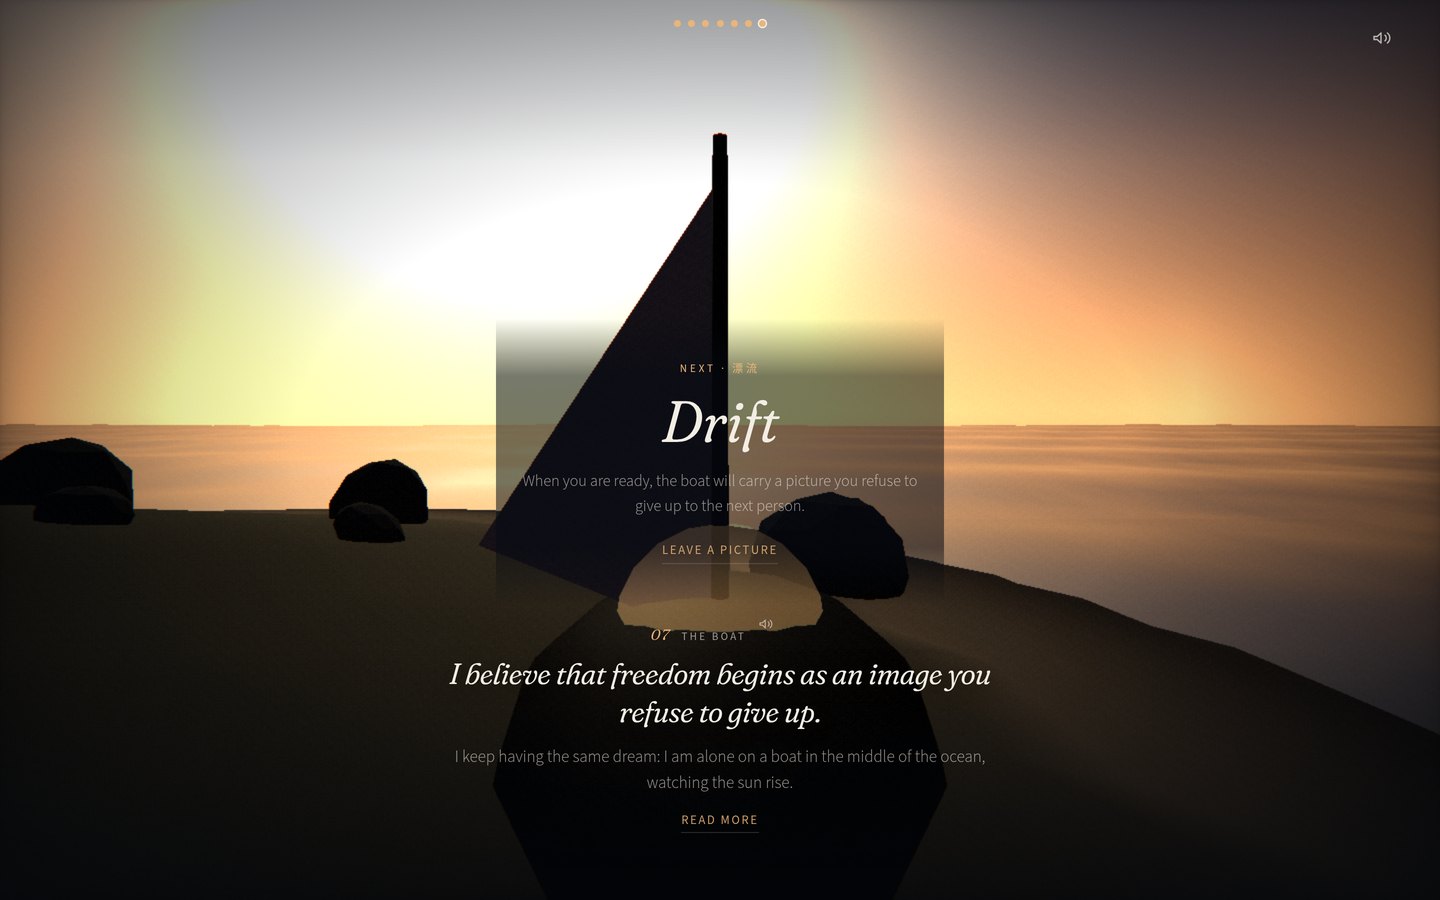 NEXT · 漂流
Drift
When you are ready, the boat will carry a picture you refuse to
give up to the next person.
LEAVE A PICTURE
07 THE BOAT
I believe that freedom begins as an image you
refuse to give up.
I keep having the same dream: I am alone on a boat in the middle of the ocean,
watching the sun rise.
READ MORE